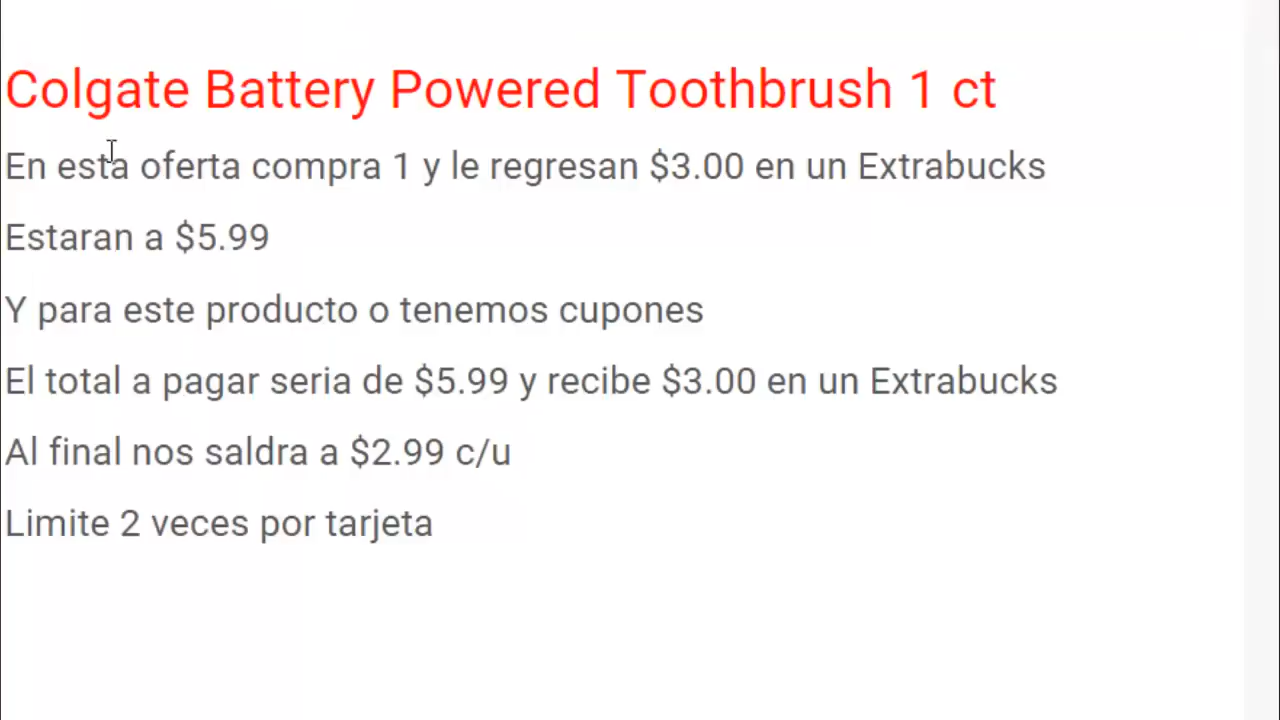 Colgate Battery Powered Toothbrush 1 ct
En esta oferta compra 1 y le regresan $3.00 en un Extrabucks
Estaran a $5.99
Y para este producto o tenemos cupones
El total a pagar seria de $5.99 y recibe $3.00 en un Extrabucks
Al final nos saldra a $2.99 c/u
Limite 2 veces por tarjeta